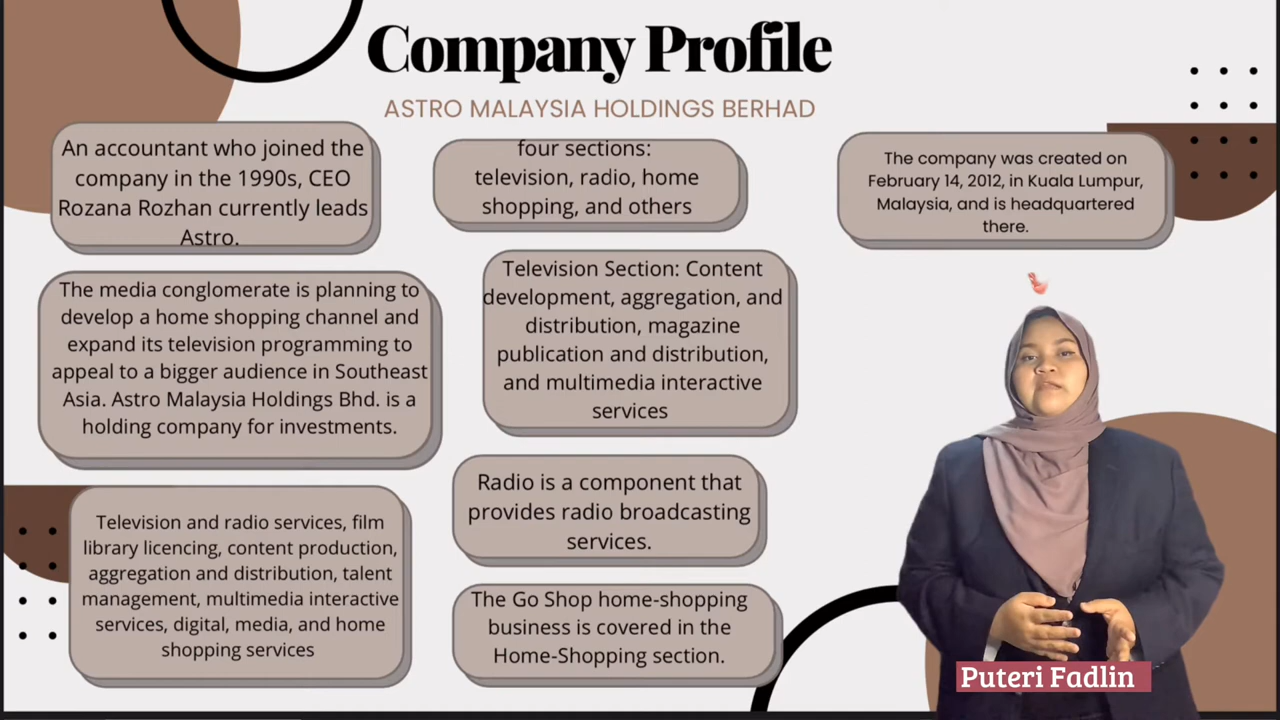 Company Profile
ASTRO MALAYSIA HOLDINGS BERHAD
An accountant who joined the
company in the 1990s, CEO
Rozana Rozhan currently leads
Astro.
The media conglomerate is planning to
develop a home shopping channel and
expand its television programming to
appeal to a bigger audience in Southeast
Asia. Astro Malaysia Holdings Bhd. is a
holding company for investments.
Television and radio services, film
library licencing, content production,
aggregation and distribution, talent
management, multimedia interactive
services, digital, media, and home
shopping services
four sections:
television, radio, home
shopping, and others
Television Section: Content
development, aggregation, and
distribution, magazine
publication and distribution,
and multimedia interactive
services
Radio is a component that
provides radio broadcasting
services.
The Go Shop home-shopping
business is covered in the
Home-Shopping section.
The company was created on
February 14, 2012, in Kuala Lumpur,
Malaysia, and is headquartered
there.
Puteri Fadlin